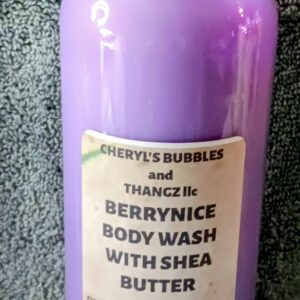 CHERYL'S BUBBLES
and
THANGZ llc
BERRYNICE
BODY WASH
WITH SHEA
BUTTER